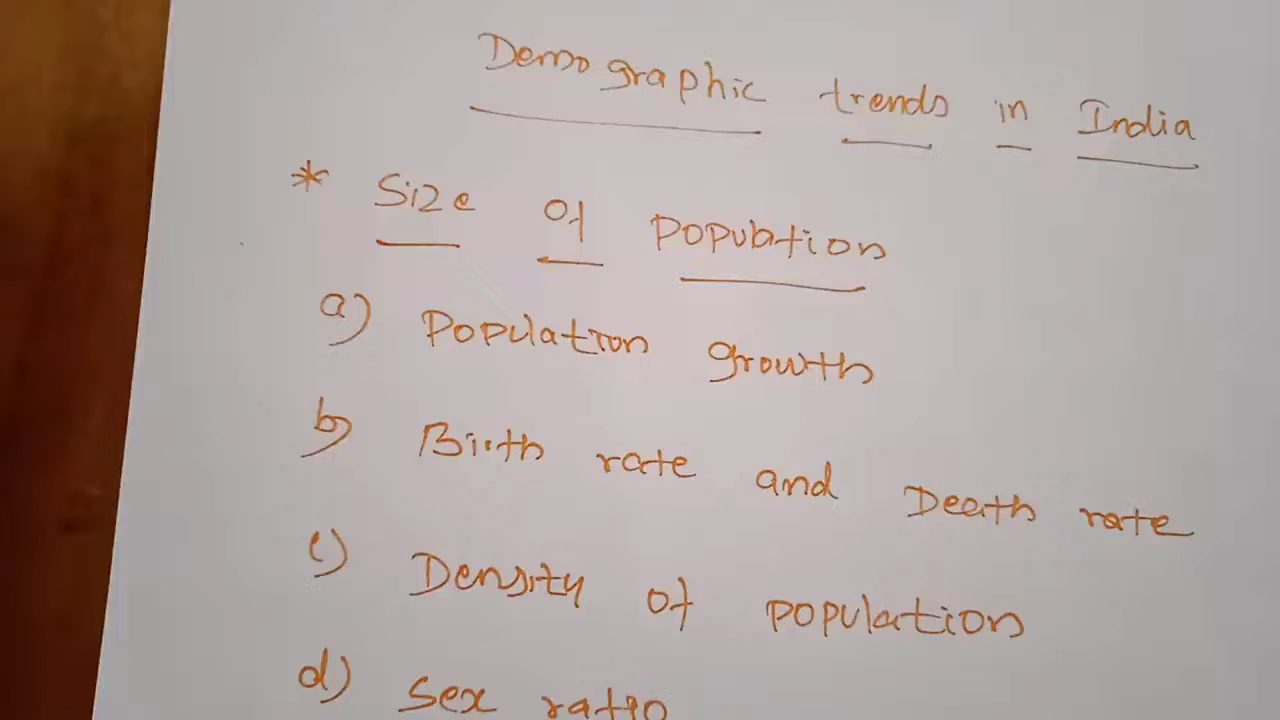 Demographic trends in India
* Size of population
a) Population growth
b) Birth rate and Death rate
c) Density of population
d) Sex ratio